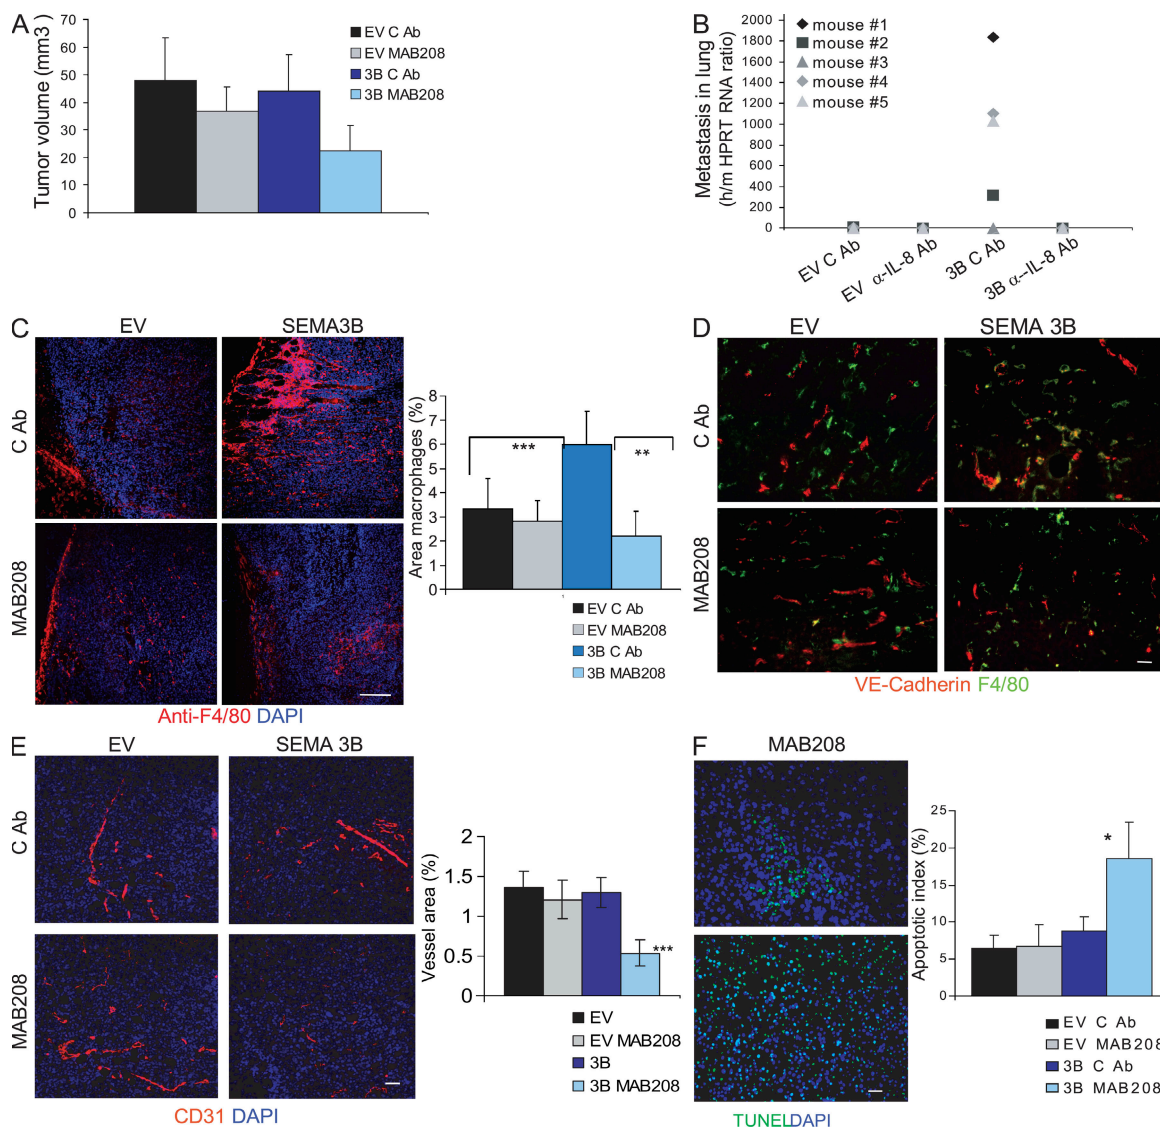 A
Tumor volume (mm3 )
70
60
50
40
30
20
10
0
EV C Ab
EV MAB208
3B C Ab
3B MAB208
B
Metastasis in lung
(h/m HPRT RNA ratio)
2000
1800
1600
1400
1200
1000
800
600
400
200
0
mouse #1
mouse #2
mouse #3
mouse #4
mouse #5
EV C Ab
EV α-IL-8 Ab
3B C Ab
3B α--IL-8 Ab
C
EV
SEMA3B
C Ab
MAB208
Anti-F4/80 DAPI
Area macrophages (%)
8
7
6
5
4
3
2
1
0
***
**
EV C Ab
EV MAB208
3B C Ab
3B MAB208
D
EV
SEMA 3B
C Ab
MAB208
VE-Cadherin F4/80
E
EV
SEMA 3B
C Ab
MAB208
CD31 DAPI
Vessel area (%)
2
1.5
1
0.5
0
***
EV
EV MAB208
3B
3B MAB208
F
MAB208
TUNELDAPI
Apoptotic index (%)
25
20
15
10
5
0
*
EV C Ab
EV MAB208
3B C Ab
3B MAB208